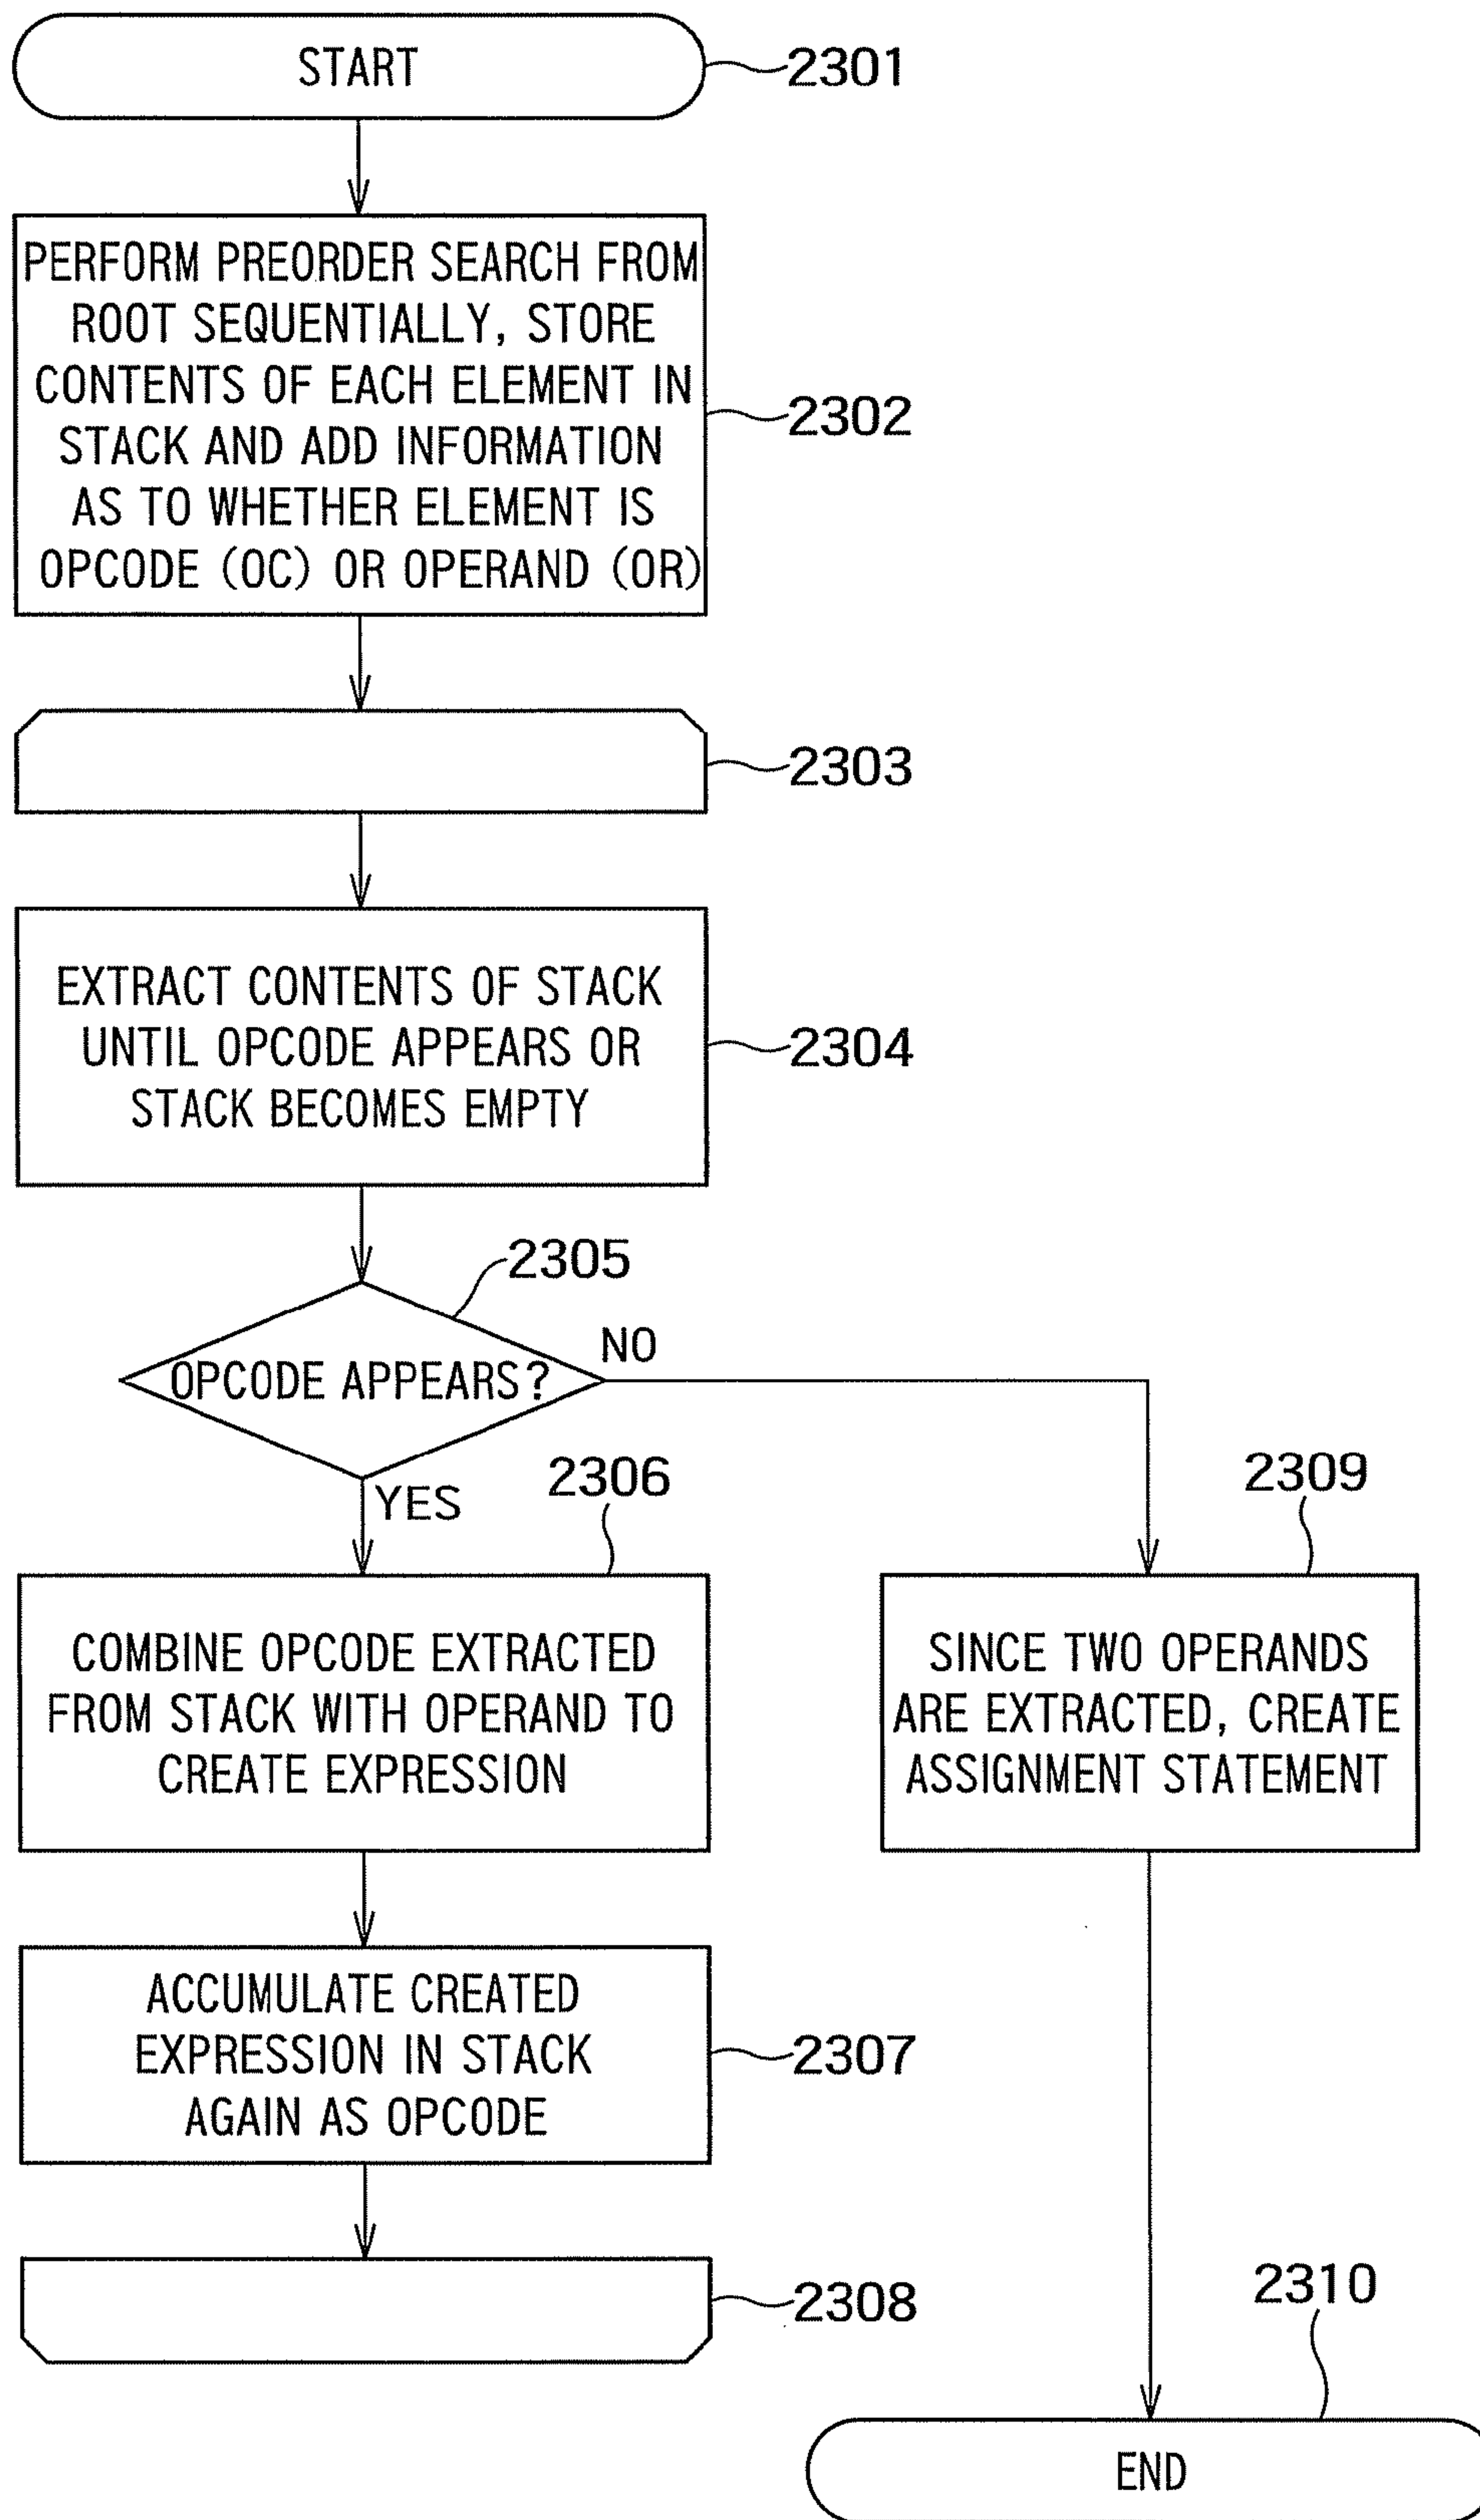 START
2301
PERFORM PREORDER SEARCH FROM
ROOT SEQUENTIALLY, STORE
CONTENTS OF EACH ELEMENT IN
STACK AND ADD INFORMATION
AS TO WHETHER ELEMENT IS
OPCODE (OC) OR OPERAND (OR)
2302
2303
EXTRACT CONTENTS OF STACK
UNTIL OPCODE APPEARS OR
STACK BECOMES EMPTY
2304
2305
OPCODE APPEARS?
NO
YES
2306
COMBINE OPCODE EXTRACTED
FROM STACK WITH OPERAND TO
CREATE EXPRESSION
2309
SINCE TWO OPERANDS
ARE EXTRACTED, CREATE
ASSIGNMENT STATEMENT
ACCUMULATE CREATED
EXPRESSION IN STACK
AGAIN AS OPCODE
2307
2308
2310
END